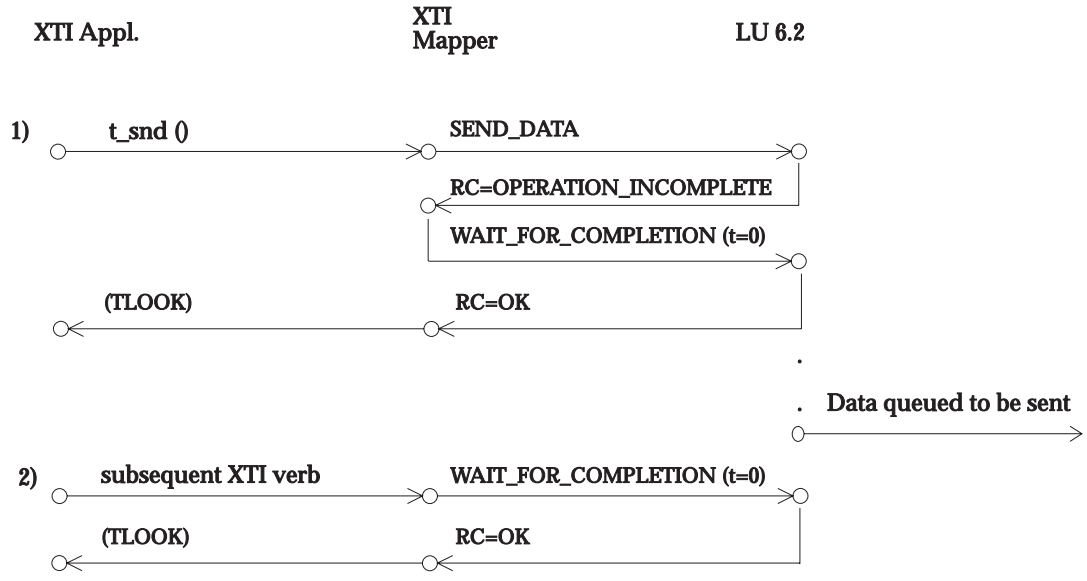 XTI Appl.
XTI
Mapper
LU 6.2
1)
t_snd ()
SEND_DATA
RC=OPERATION_INCOMPLETE
WAIT_FOR_COMPLETION (t=0)
(TLOOK)
RC=OK
.
. Data queued to be sent
2)
subsequent XTI verb
WAIT_FOR_COMPLETION (t=0)
(TLOOK)
RC=OK